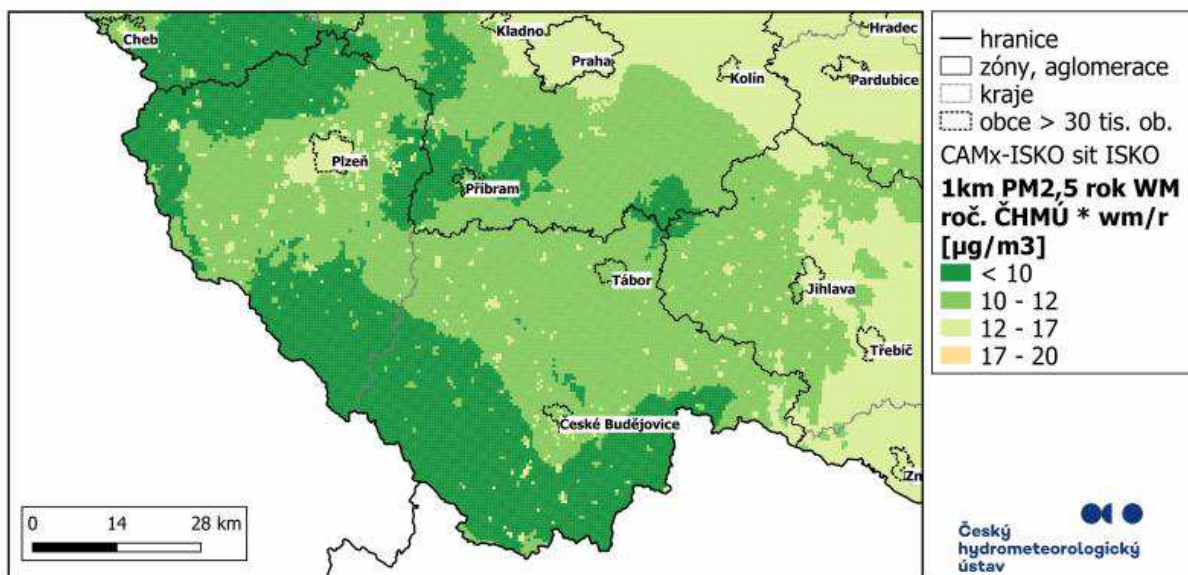 Cheb
Kladno
Hradec
Praha
Kolín
Pardubice
Plzeň
Příbram
Tábor
Jihlava
Třebíč
České Budějovice
Zn
0 14 28 km
hranice
zóny, aglomerace
kraje
obce > 30 tis. ob.
CAMx-ISKO sit ISKO
1km PM2,5 rok WM
roč. ČHMÚ * wm/r
[µg/m3]
< 10
10 - 12
12 - 17
17 - 20
Český
hydrometeorologický
ústav